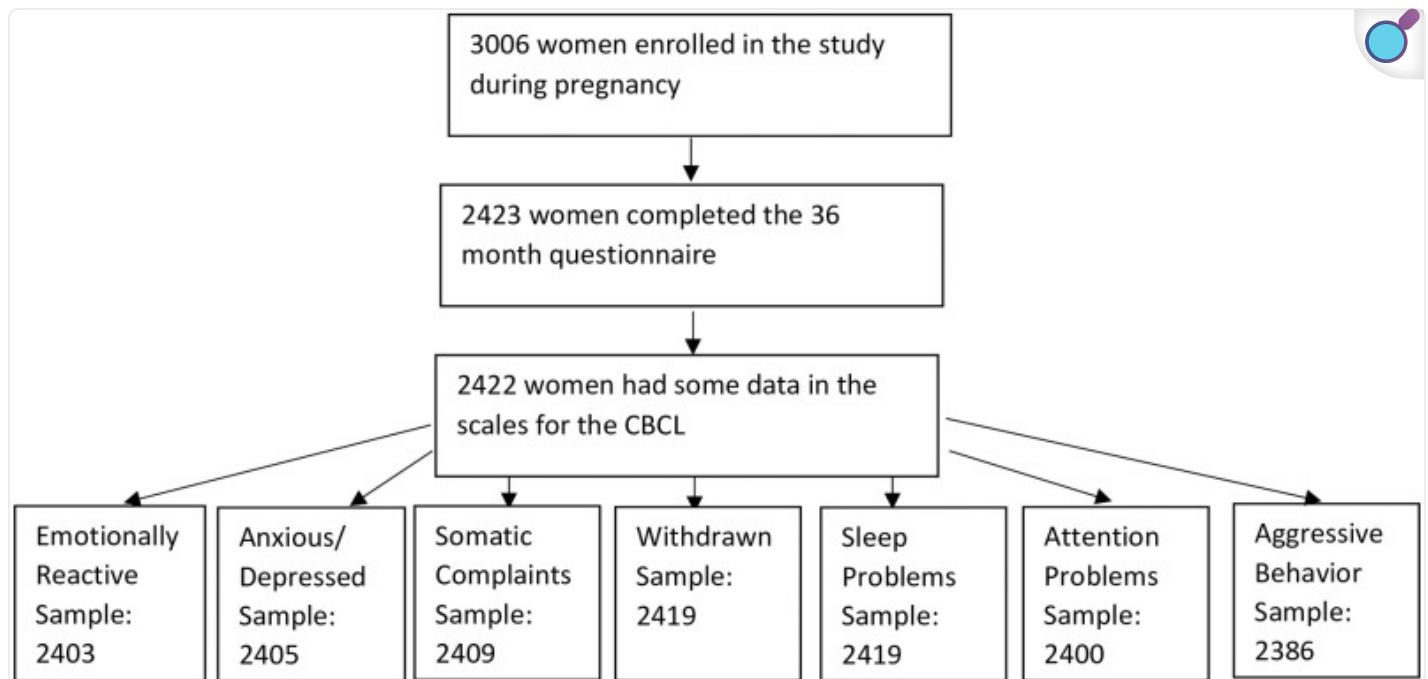 3006 women enrolled in the study
during pregnancy
2423 women completed the 36
month questionnaire
2422 women had some data in the
scales for the CBCL
Emotionally
Reactive
Sample:
2403
Anxious/
Depressed
Sample:
2405
Somatic
Complaints
Sample:
2409
Withdrawn
Sample:
2419
Sleep
Problems
Sample:
2419
Attention
Problems
Sample:
2400
Aggressive
Behavior
Sample:
2386